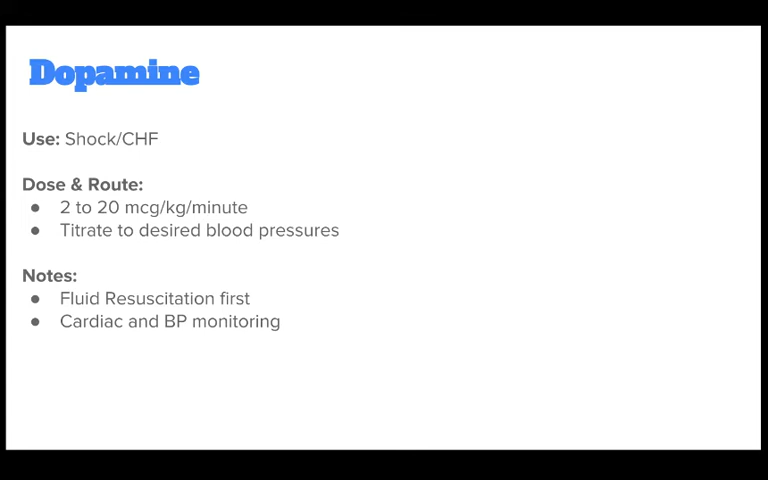 Dopamine
Use: Shock/CHF
Dose & Route:
● 2 to 20 mcg/kg/minute
● Titrate to desired blood pressures
Notes:
● Fluid Resuscitation first
● Cardiac and BP monitoring